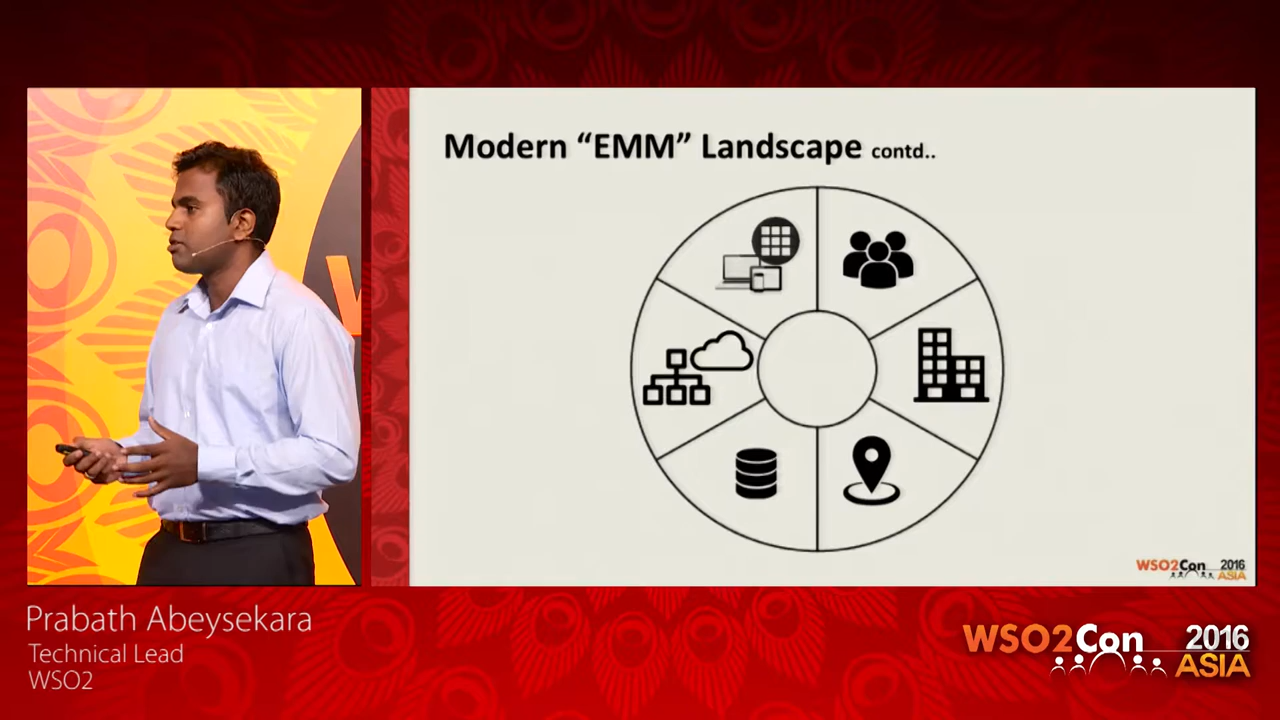 Modern “EMM” Landscape contd..
WSO2Con 2016
ASIA
Prabath Abeysekara
Technical Lead
WSO2
WSO2Con 2016
ASIA